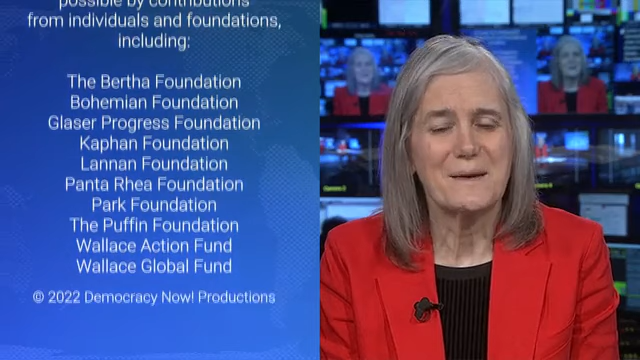 possible by contributions
from individuals and foundations,
including:
The Bertha Foundation
Bohemian Foundation
Glaser Progress Foundation
Kaphan Foundation
Lannan Foundation
Panta Rhea Foundation
Park Foundation
The Puffin Foundation
Wallace Action Fund
Wallace Global Fund
© 2022 Democracy Now! Productions